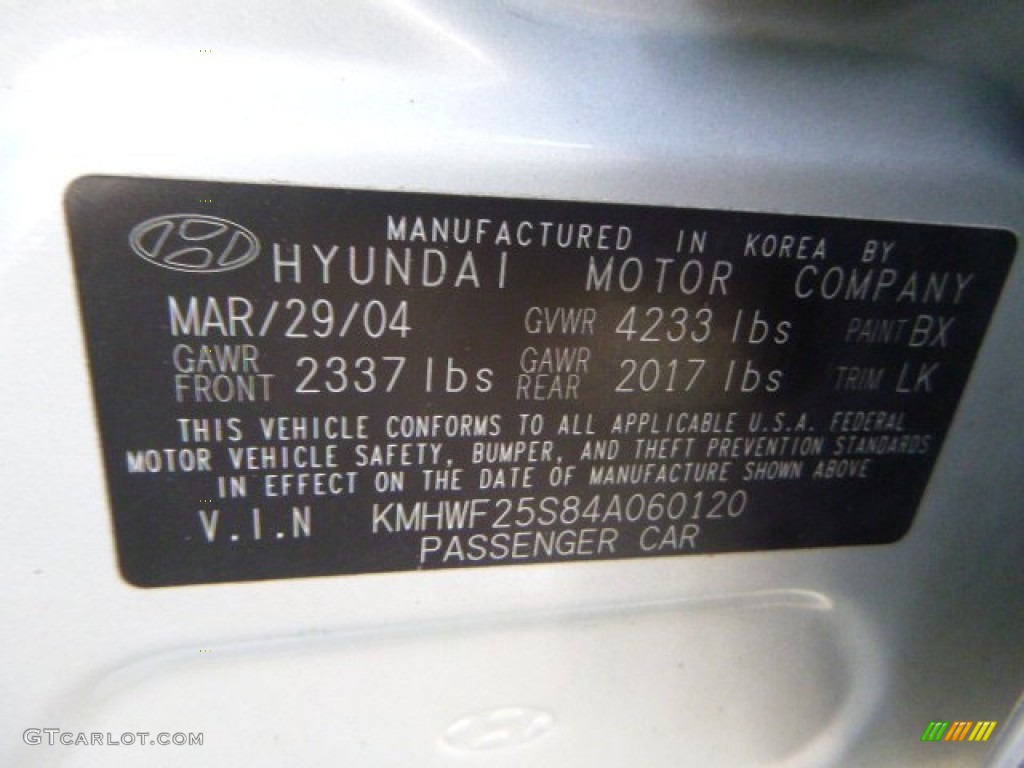 MANUFACTURED IN KOREA BY
HYUNDAI MOTOR COMPANY
MAR/29/04 GVWR 4233 lbs PAINT BX
GAWR FRONT 2337 lbs GAWR REAR 2017 lbs TRIM LK
THIS VEHICLE CONFORMS TO ALL APPLICABLE U.S.A. FEDERAL
MOTOR VEHICLE SAFETY, BUMPER, AND THEFT PREVENTION STANDARDS
IN EFFECT ON THE DATE OF MANUFACTURE SHOWN ABOVE
V.I.N KMHWF25S84A060120
PASSENGER CAR
GTCarLot.com